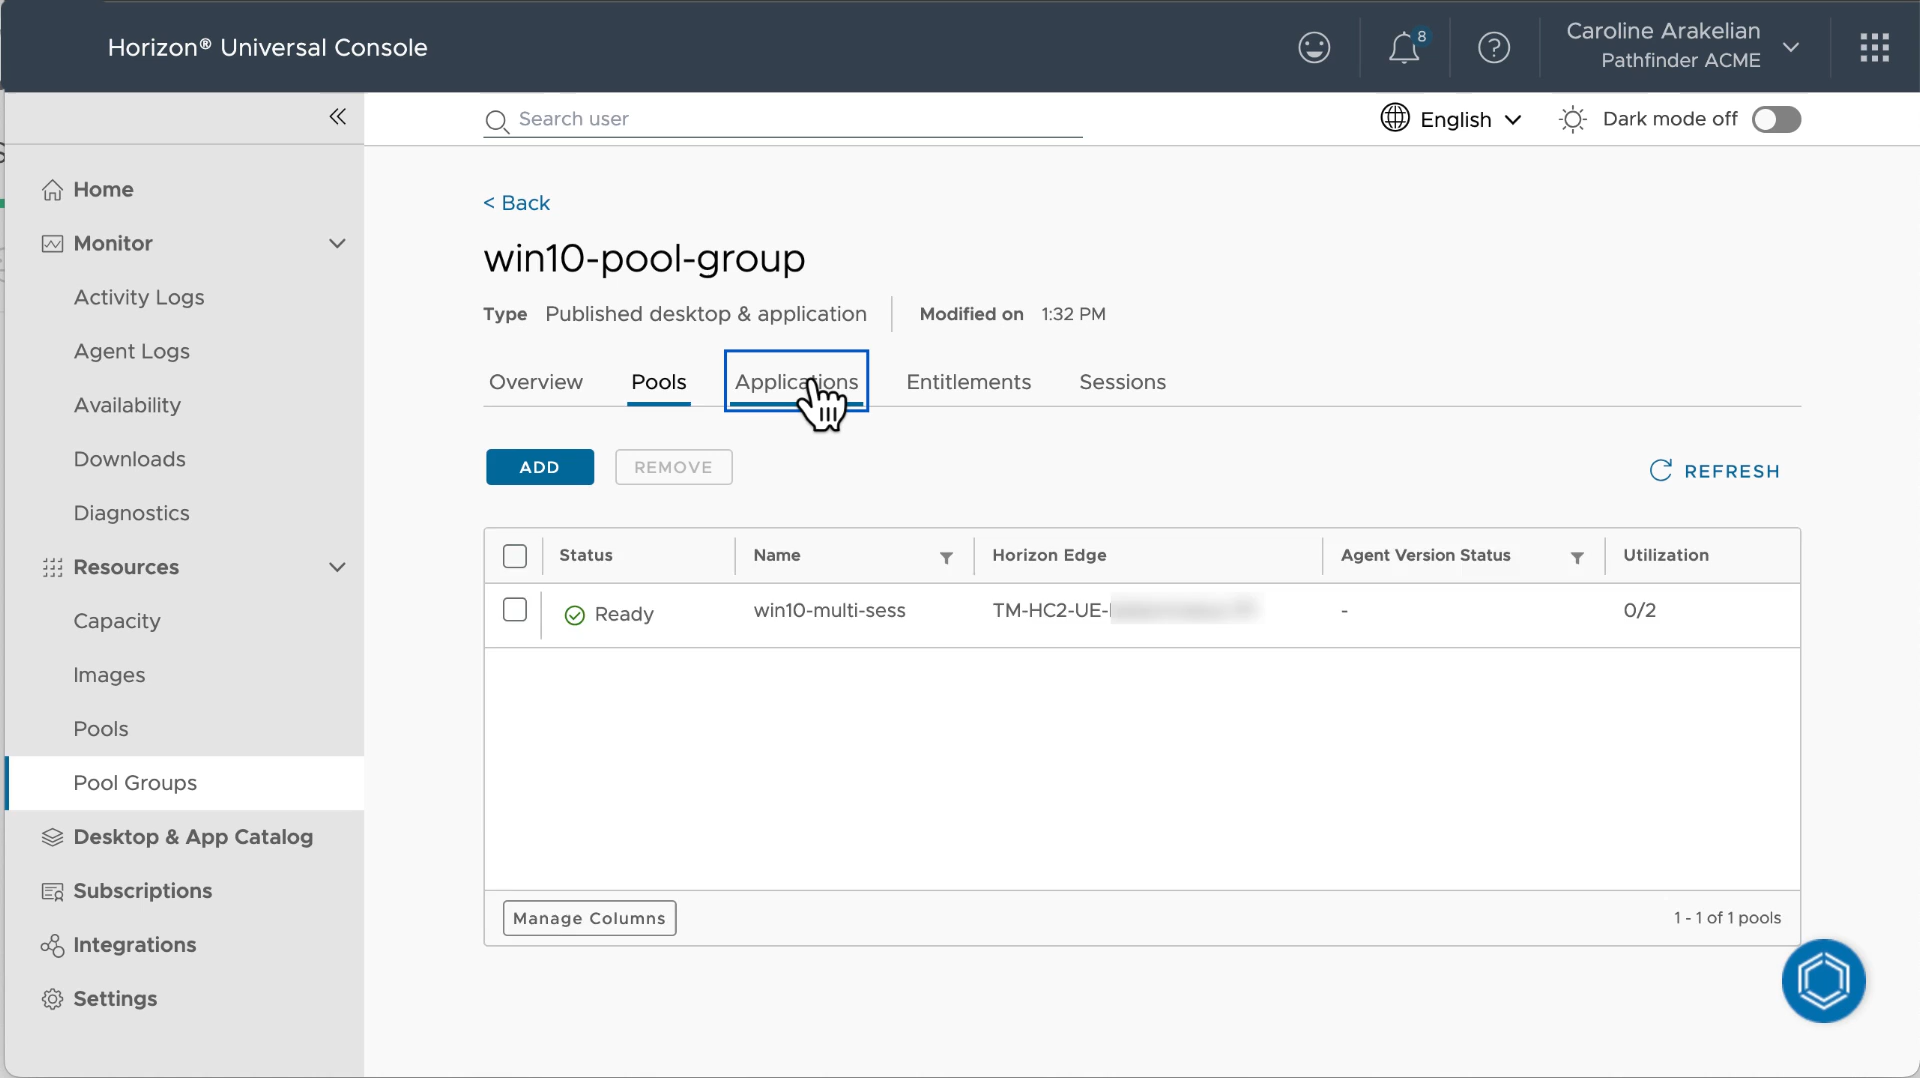 Horizon® Universal Console
8
Caroline Arakelian
Pathfinder ACME
Search user
English
Dark mode off
Home
Monitor
Activity Logs
Agent Logs
Availability
Downloads
Diagnostics
Resources
Capacity
Images
Pools
Pool Groups
Desktop & App Catalog
Subscriptions
Integrations
Settings
< Back
win10-pool-group
Type Published desktop & application Modified on 1:32 PM
Overview Pools Applications Entitlements Sessions
ADD REMOVE REFRESH
Status Name Horizon Edge Agent Version Status Utilization
Ready win10-multi-sess TM-HC2-UE- - 0/2
Manage Columns 1 - 1 of 1 pools